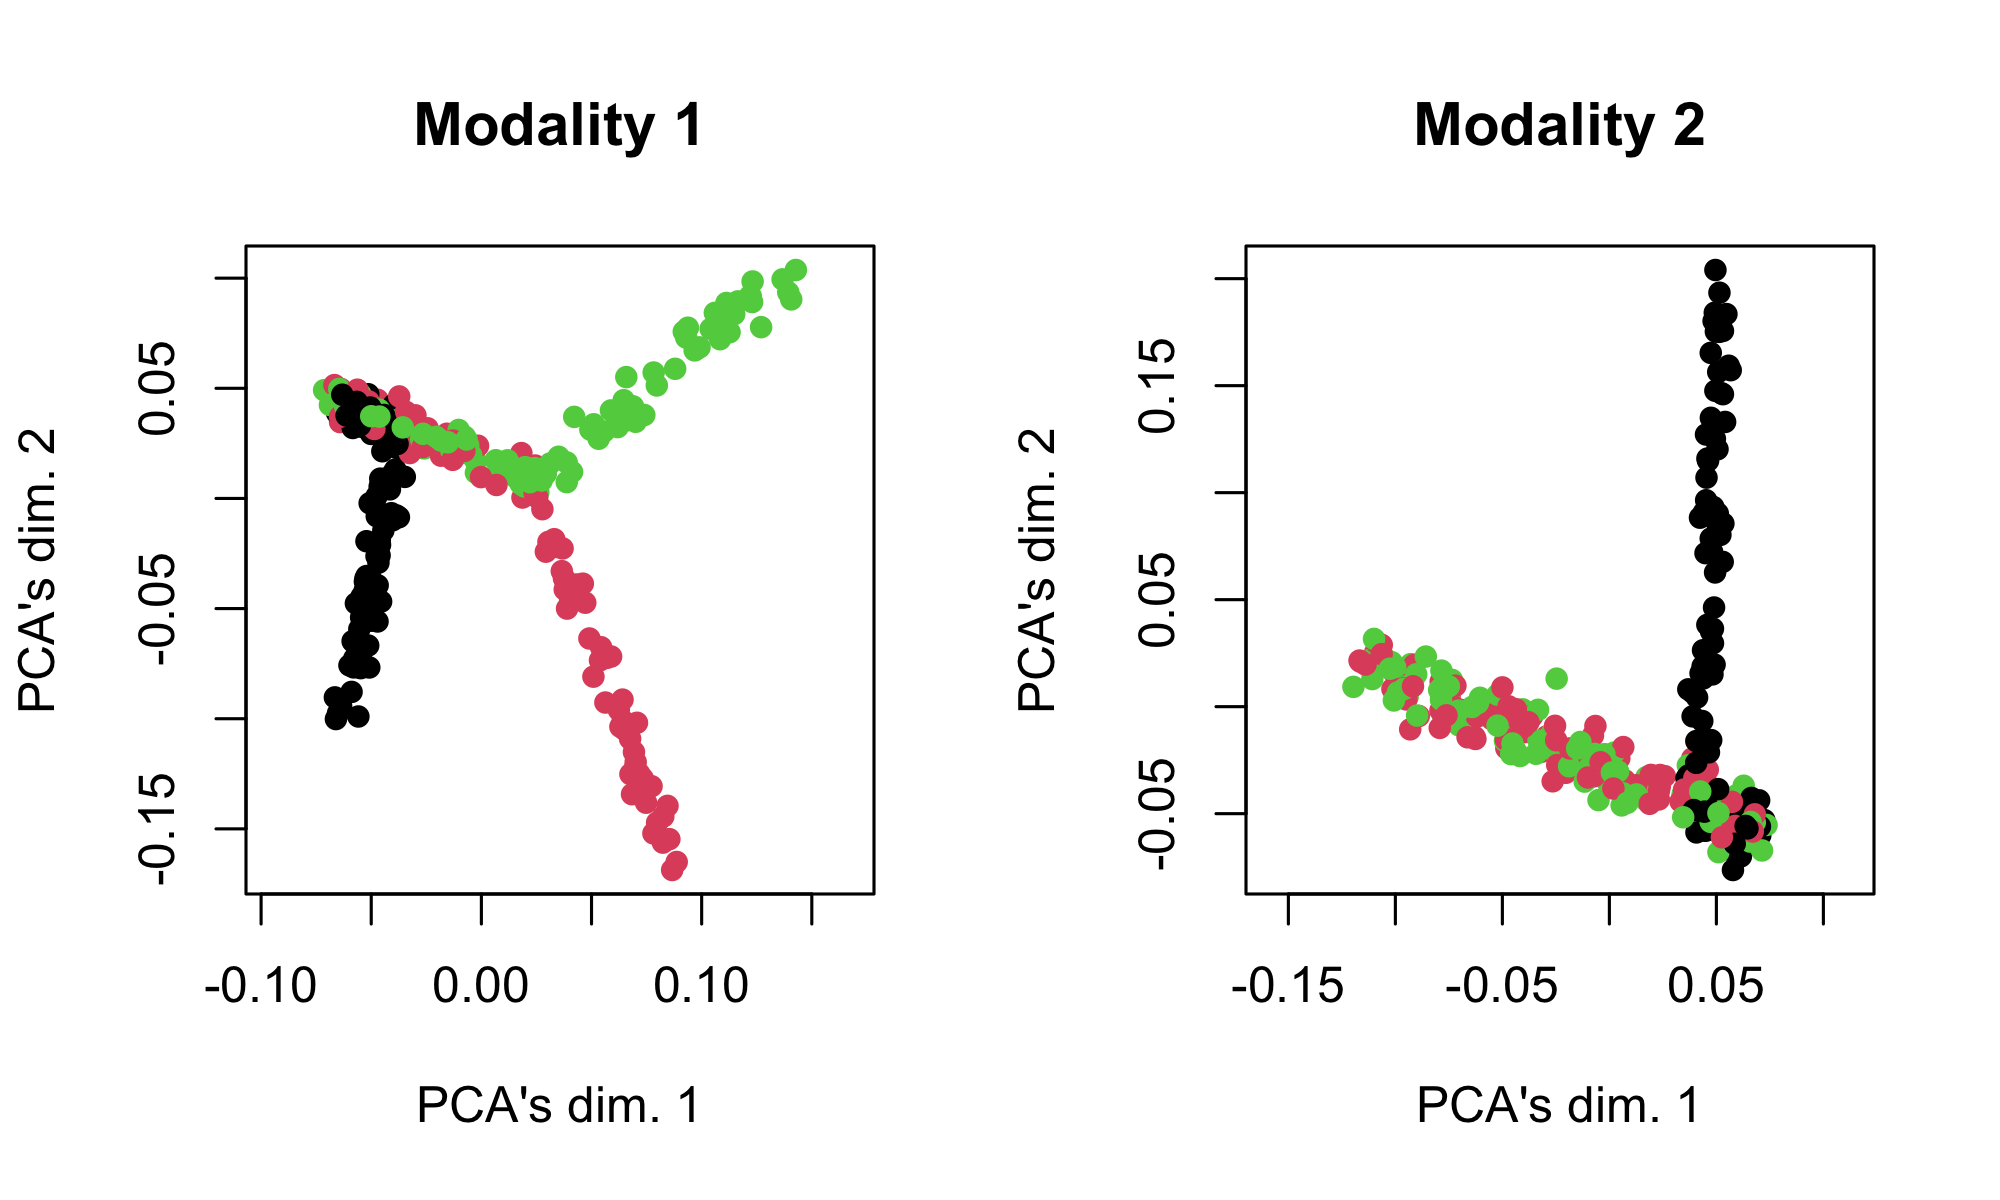 Modality 1
PCA's dim. 2
0.05
-0.05
-0.15
-0.10 0.00 0.10
PCA's dim. 1
Modality 2
PCA's dim. 2
0.15
0.05
-0.05
-0.15 -0.05 0.05
PCA's dim. 1